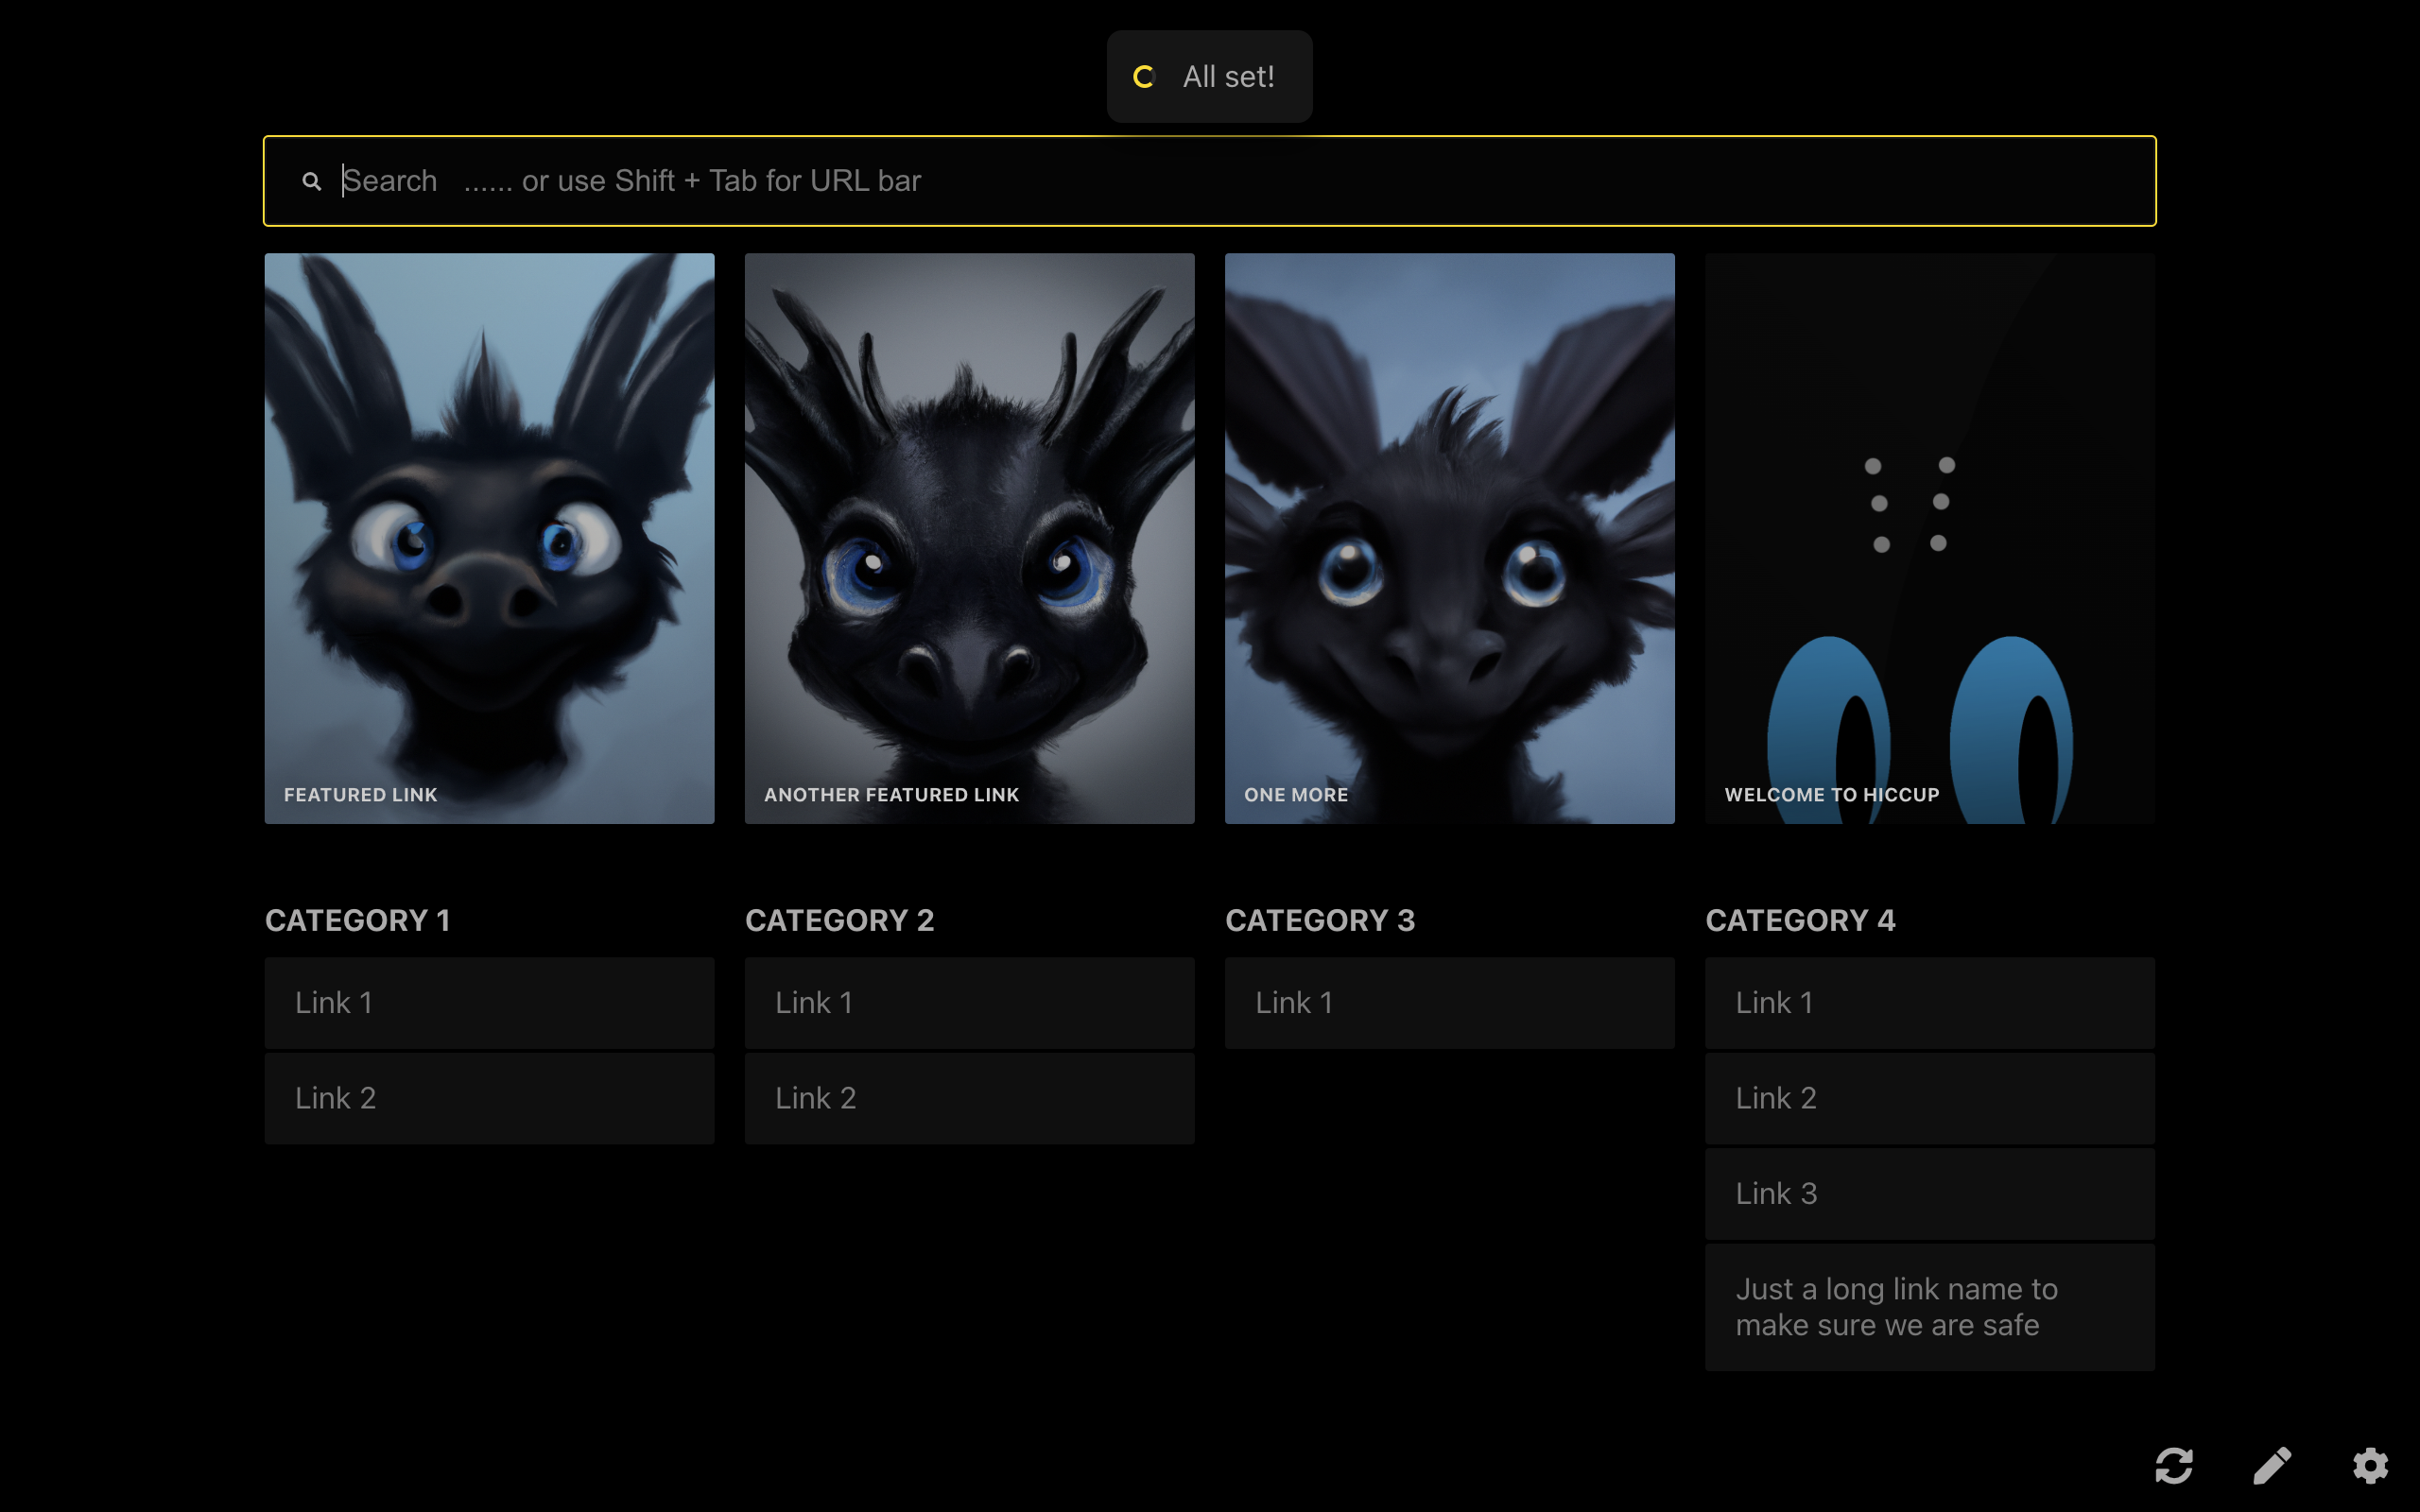 All set!
Search ...... or use Shift + Tab for URL bar
FEATURED LINK
ANOTHER FEATURED LINK
ONE MORE
WELCOME TO HICCUP
CATEGORY 1
Link 1
Link 2
CATEGORY 2
Link 1
Link 2
CATEGORY 3
Link 1
CATEGORY 4
Link 1
Link 2
Link 3
Just a long link name to
make sure we are safe